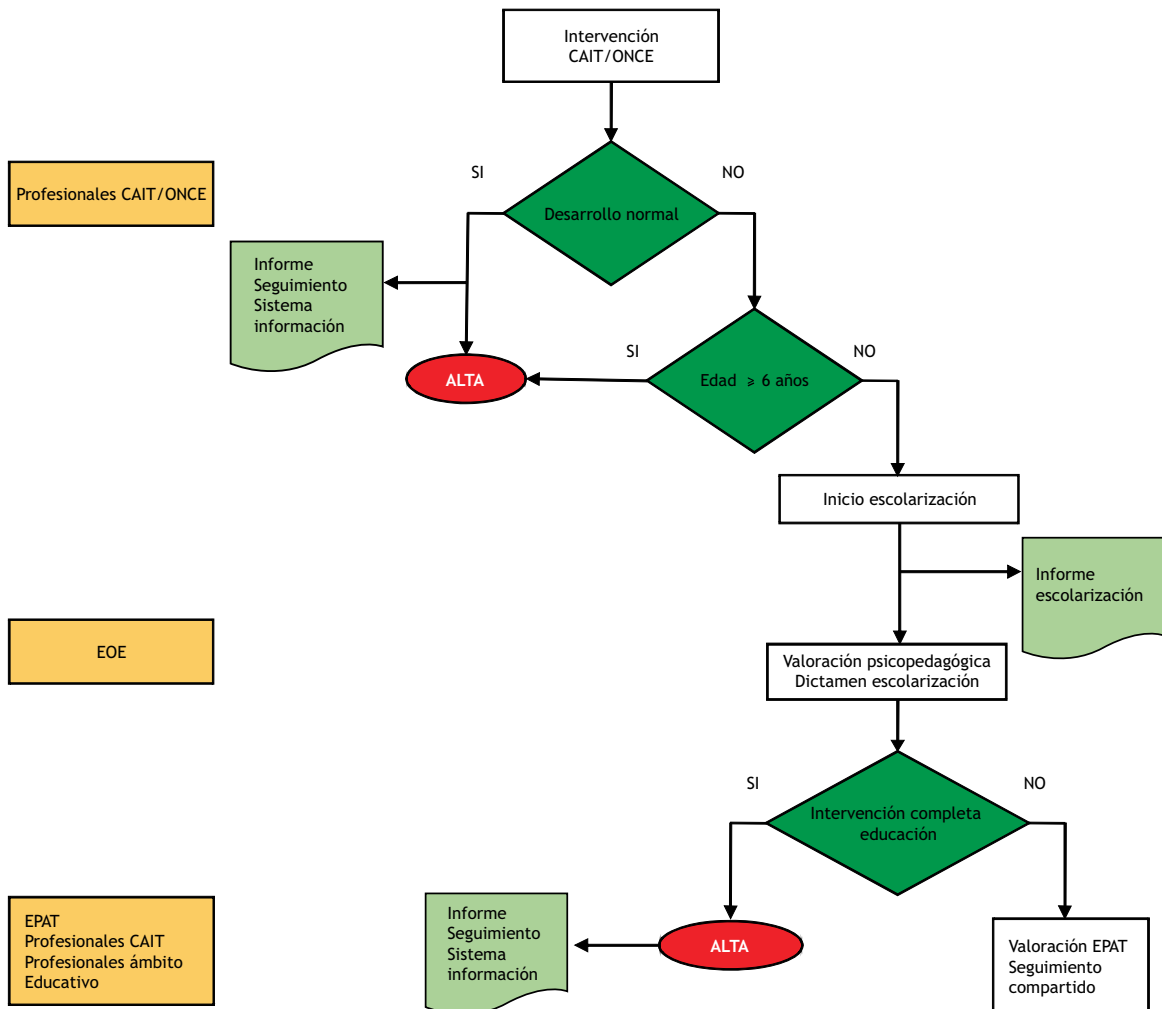 Intervención
CAIT/ONCE
Profesionales CAIT/ONCE
SI
NO
Desarrollo normal
Informe
Seguimiento
Sistema
información
SI
NO
ALTA
Edad ≥ 6 años
Inicio escolarización
Informe
escolarización
EOE
Valoración psicopedagógica
Dictamen escolarización
SI
NO
Intervención completa
educación
EPAT
Profesionales CAIT
Profesionales ámbito
Educativo
Informe
Seguimiento
Sistema
información
ALTA
Valoración EPAT
Seguimiento
compartido